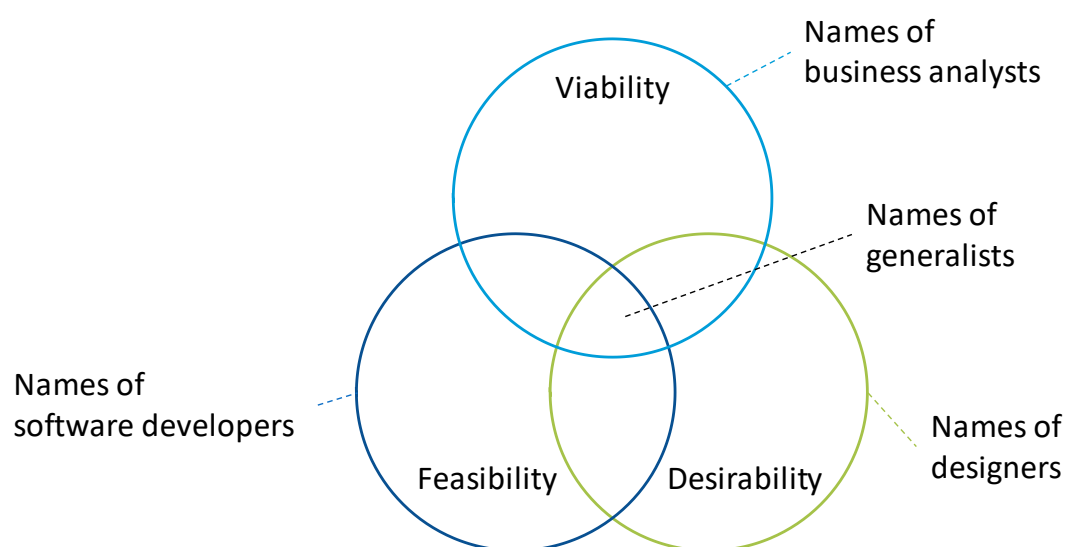 Names of
business analysts
Viability
Names of
generalists
Names of
software developers
Names of
designers
Feasibility
Desirability